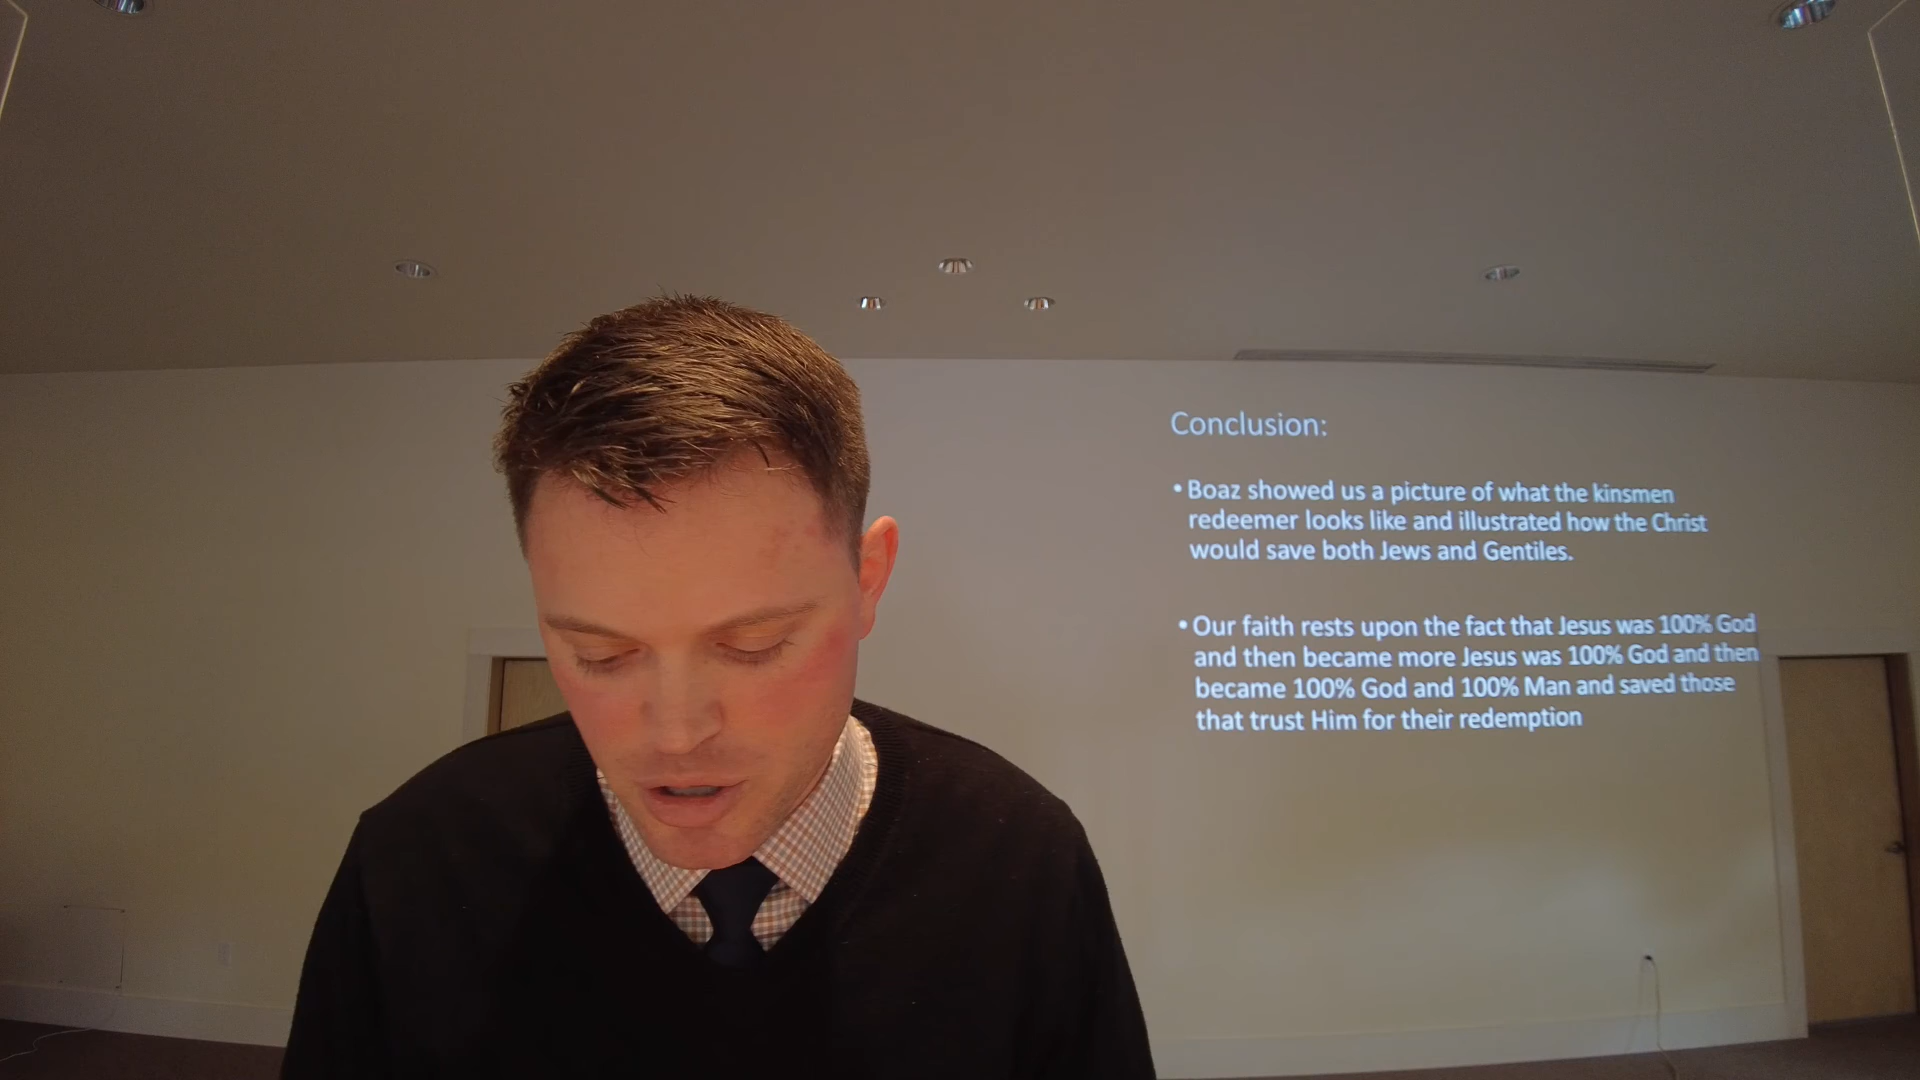 Conclusion:
• Boaz showed us a picture of what the kinsmen
redeemer looks like and illustrated how the Christ
would save both Jews and Gentiles.
• Our faith rests upon the fact that Jesus was 100% God
and then became more Jesus was 100% God and then
became 100% God and 100% Man and saved those
that trust Him for their redemption